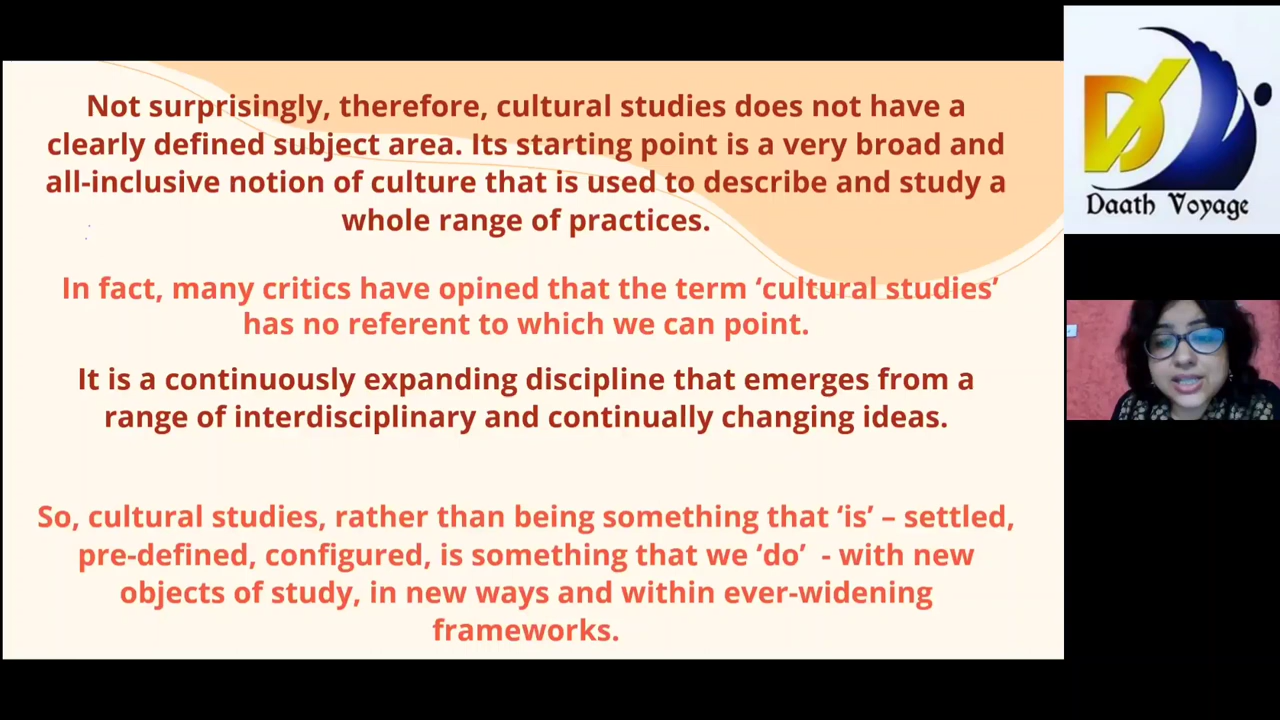 Not surprisingly, therefore, cultural studies does not have a
clearly defined subject area. Its starting point is a very broad and
all-inclusive notion of culture that is used to describe and study a
whole range of practices.
In fact, many critics have opined that the term ‘cultural studies’
has no referent to which we can point.
It is a continuously expanding discipline that emerges from a
range of interdisciplinary and continually changing ideas.
So, cultural studies, rather than being something that ‘is’ – settled,
pre-defined, configured, is something that we ‘do’ - with new
objects of study, in new ways and within ever-widening
frameworks.
DV
Daath Voyage